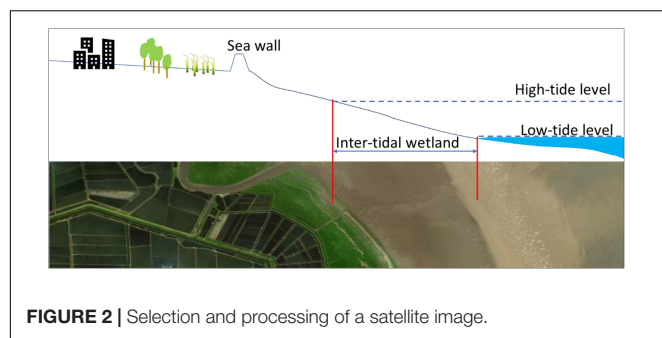 Sea wall
High-tide level
Low-tide level
Inter-tidal wetland
FIGURE 2 | Selection and processing of a satellite image.